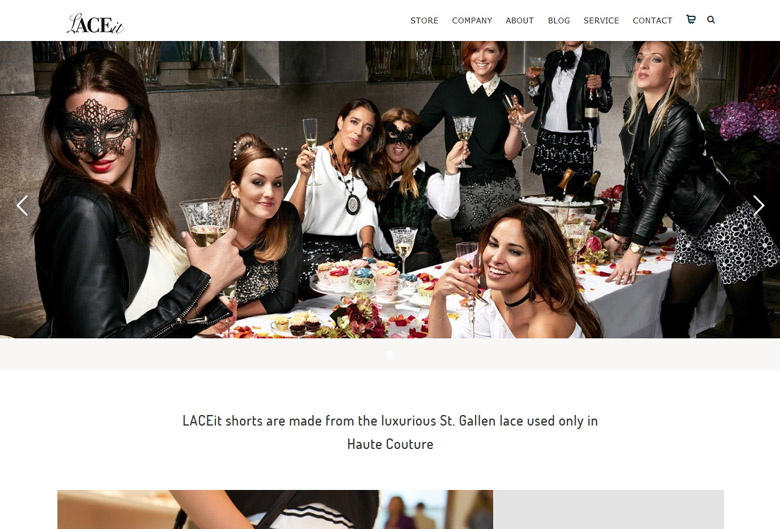 LACEit
STORE COMPANY ABOUT BLOG SERVICE CONTACT
LACEit shorts are made from the luxurious St. Gallen lace used only in
Haute Couture